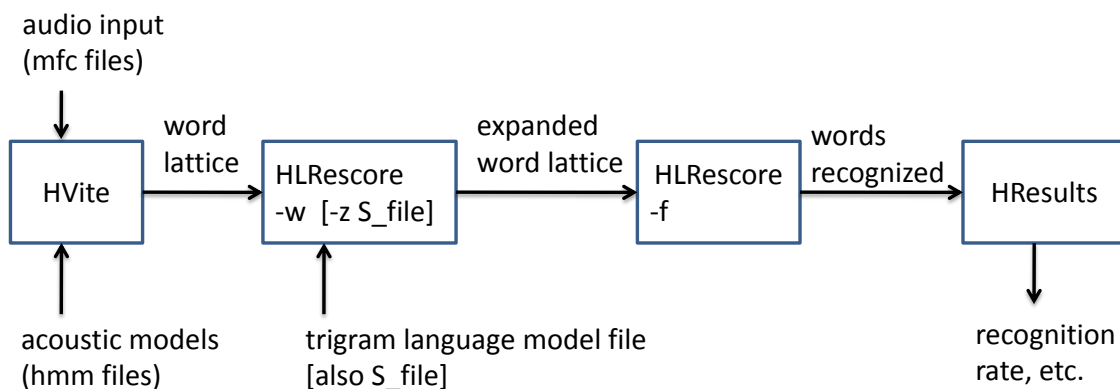 audio input
(mfc files)
word
lattice
expanded
word lattice
words
recognized
HVite
HLRescore
-w  [-z S_file]
HLRescore
-f
HResults
acoustic models
(hmm files)
trigram language model file
[also S_file]
recognition
rate, etc.